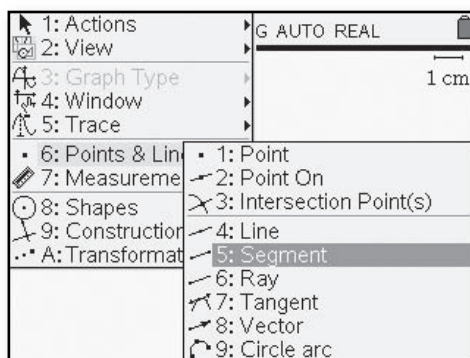 1: Actions
2: View
3: Graph Type
4: Window
5: Trace
6: Points & Lin
7: Measureme
8: Shapes
9: Construction
A: Transformat
G AUTO REAL
1 cm
1: Point
2: Point On
3: Intersection Point(s)
4: Line
5: Segment
6: Ray
7: Tangent
8: Vector
9: Circle arc